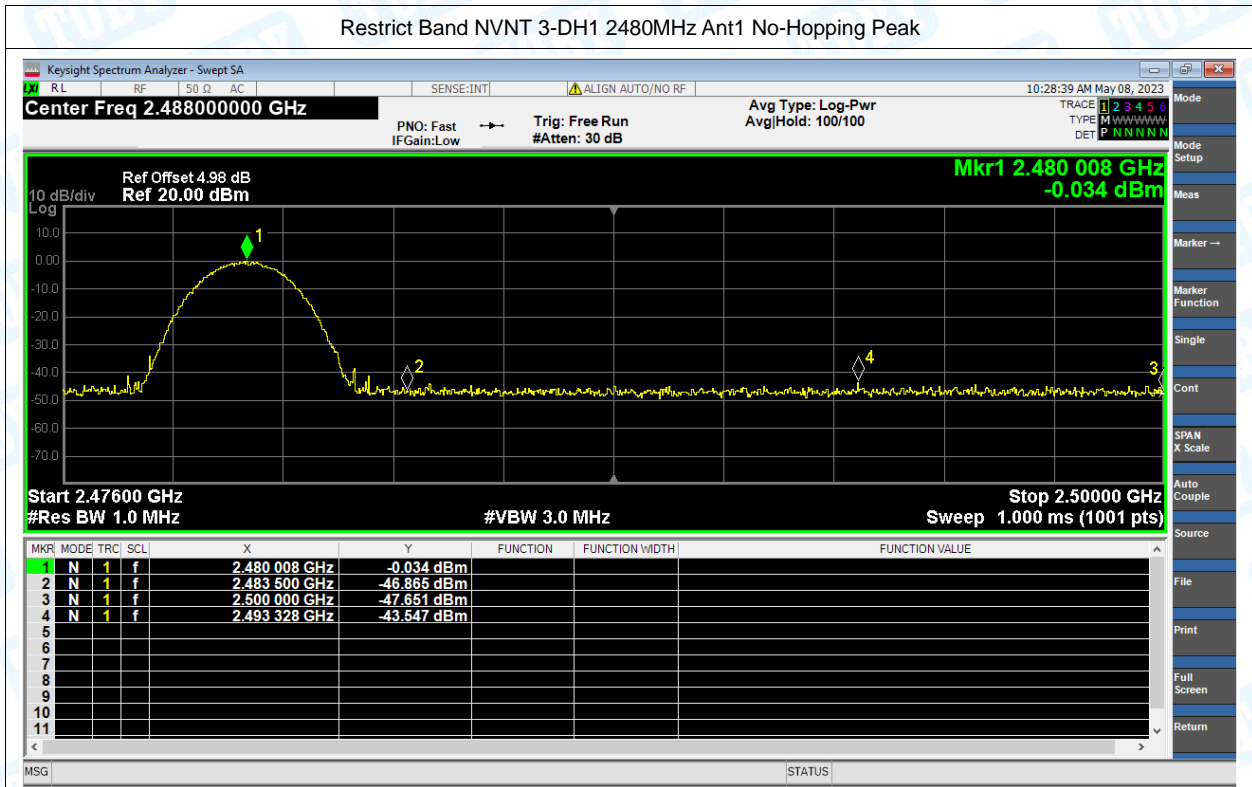 Restrict Band NVNT 3-DH1 2480MHz Ant1 No-Hopping Peak
Keysight Spectrum Analyzer - Swept SA
LXI RL RF 50 Ω AC SENSE:INT ALIGN AUTO/NO RF 10:28:39 AM May 08, 2023
Center Freq 2.488000000 GHz
PNO: Fast
IFGain:Low
Trig: Free Run
#Atten: 30 dB
Avg Type: Log-Pwr
Avg|Hold: 100/100
TRACE 1 2 3 4 5 6
TYPE M WWWWW
DET P N N N N N
Ref Offset 4.98 dB
Ref 20.00 dBm
10 dB/div
Log
Mkr1 2.480 008 GHz
-0.034 dBm
10.0
0.00
-10.0
-20.0
-30.0
-40.0
-50.0
-60.0
-70.0
1
2
4
3
Start 2.47600 GHz
Stop 2.50000 GHz
#Res BW 1.0 MHz
#VBW 3.0 MHz
Sweep 1.000 ms (1001 pts)
MKR MODE TRC SCL X Y FUNCTION FUNCTION WIDTH FUNCTION VALUE
1 N 1 f 2.480 008 GHz -0.034 dBm
2 N 1 f 2.483 500 GHz -46.865 dBm
3 N 1 f 2.500 000 GHz -47.651 dBm
4 N 1 f 2.493 328 GHz -43.547 dBm
5
6
7
8
9
10
11
MSG STATUS
Mode
Mode Setup
Meas
Marker →
Marker Function
Single
Cont
SPAN X Scale
Auto Couple
Source
File
Print
Full Screen
Return
TOBY